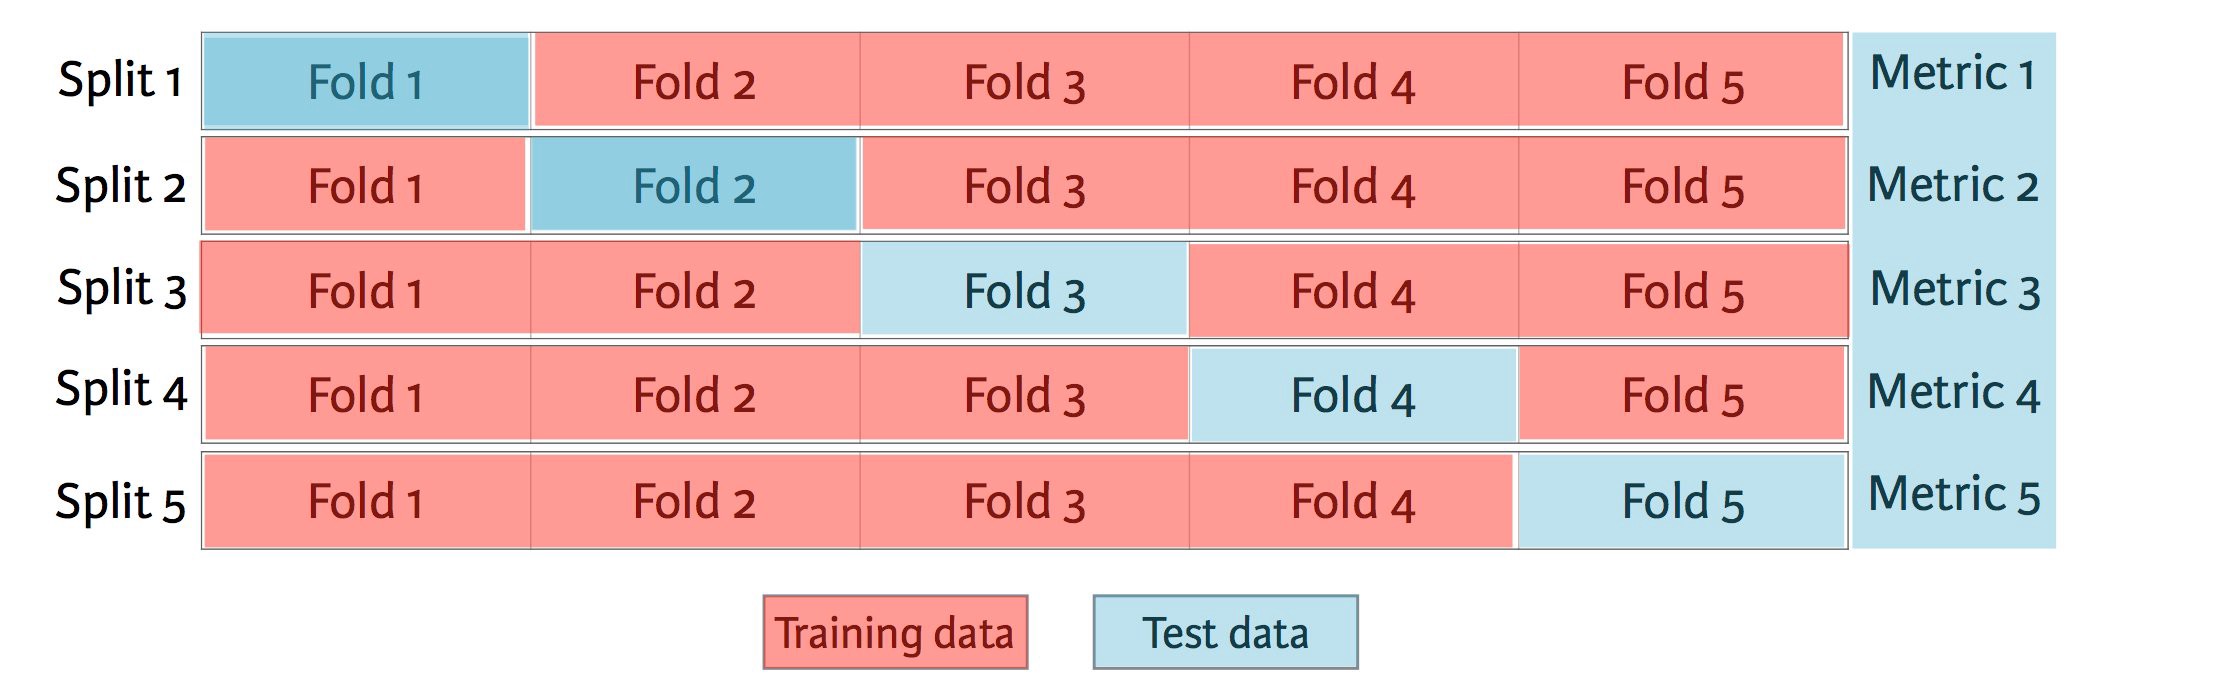 Split 1 Fold 1 Fold 2 Fold 3 Fold 4 Fold 5 Metric 1
Split 2 Fold 1 Fold 2 Fold 3 Fold 4 Fold 5 Metric 2
Split 3 Fold 1 Fold 2 Fold 3 Fold 4 Fold 5 Metric 3
Split 4 Fold 1 Fold 2 Fold 3 Fold 4 Fold 5 Metric 4
Split 5 Fold 1 Fold 2 Fold 3 Fold 4 Fold 5 Metric 5
Training data Test data